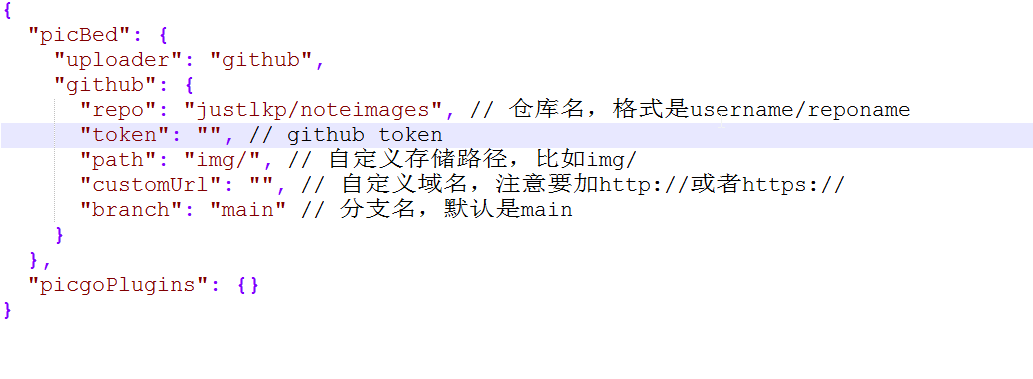 {
  "picBed": {
    "uploader": "github",
    "github": {
      "repo": "justlkp/noteimages", // 仓库名，格式是username/reponame
      "token": "", // github token
      "path": "img/", // 自定义存储路径，比如img/
      "customUrl": "", // 自定义域名，注意要加http://或者https://
      "branch": "main" // 分支名，默认是main
    }
  },
  "picgoPlugins": {}
}